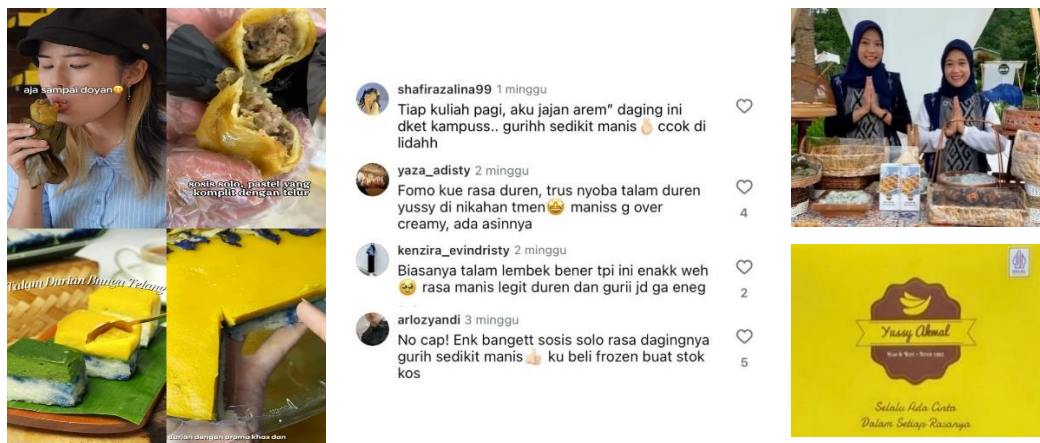 aja sampai doyan
sosis solo, pastel yang
komplit dengan telur
Talam Durian Bunga Telang
durian dengan aroma khas dan
shafirazalina99 1 minggu
Tiap kuliah pagi, aku jajan arem” daging ini
dket kampuss.. gurihh sedikit manis🤞🏻 ccok di
lidahh
yaza_adisty 2 minggu
Fomo kue rasa duren, trus nyoba talam duren
yussy di nikahan tmen🤩 maniss g over
creamy, ada asinnya
4
kenzira_evindristy 2 minggu
Biasanya talam lembek bener tpi ini enakk weh
🥹 rasa manis legit duren dan gurii jd ga eneg
2
arlozyandi 3 minggu
No cap! Enk bangett sosis solo rasa dagingnya
gurih sedikit manis👍🏻 ku beli frozen buat stok
kos
5
Yussy Akmal
Selalu Ada Cinta
Dalam Setiap Rasanya